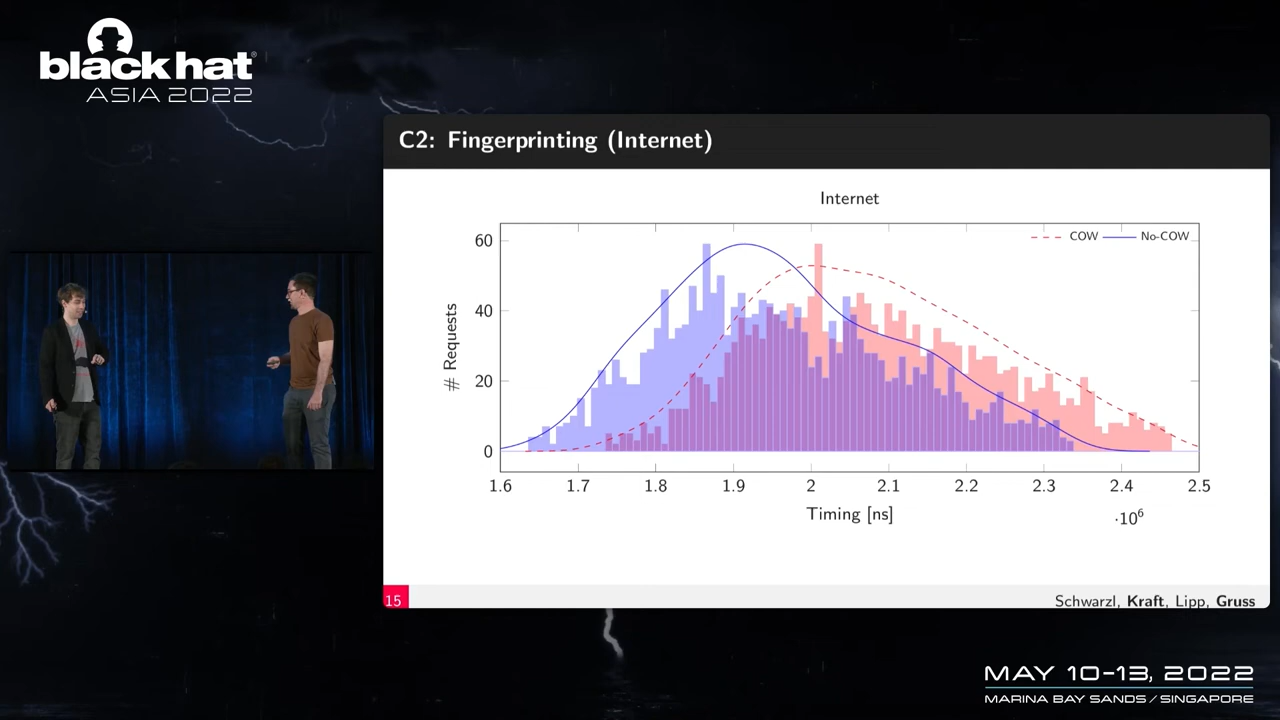 black hat®
ASIA 2022
C2: Fingerprinting (Internet)
Internet
COW
No-COW
60
40
20
0
# Requests
1.6 1.7 1.8 1.9 2 2.1 2.2 2.3 2.4 2.5
Timing [ns]
·10⁶
15
Schwarzl, Kraft, Lipp, Gruss
MAY 10-13, 2022
MARINA BAY SANDS / SINGAPORE